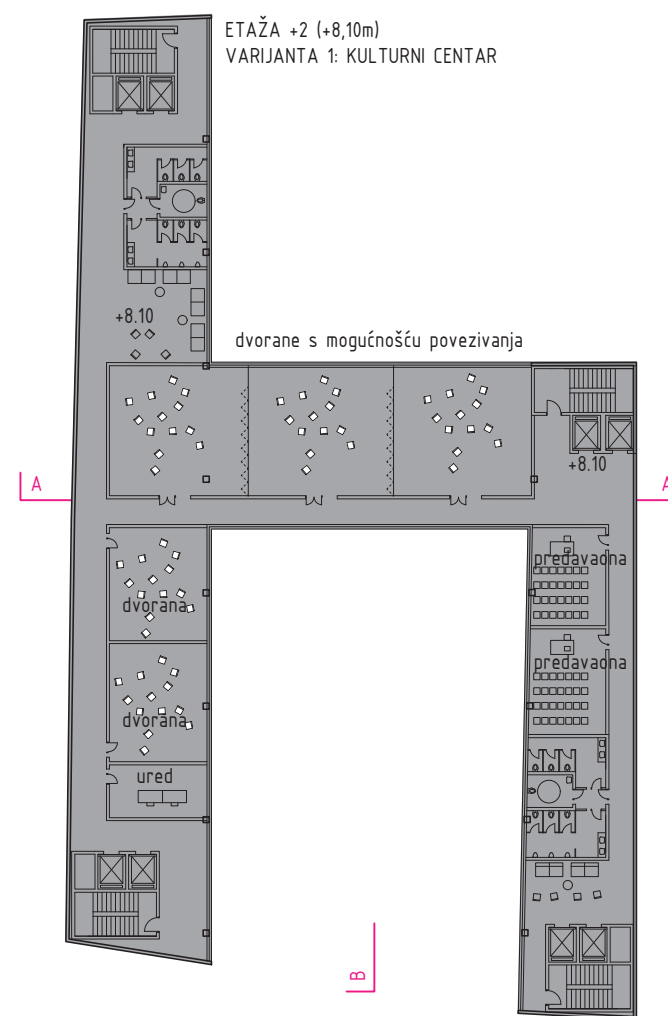 ETAŽA +2 (+8,10m)
VARIJANTA 1: KULTURNI CENTAR
+8.10
dvorane s mogućnošću povezivanja
+8.10
A
A
predavaona
dvorana
predavaona
dvorana
ured
B